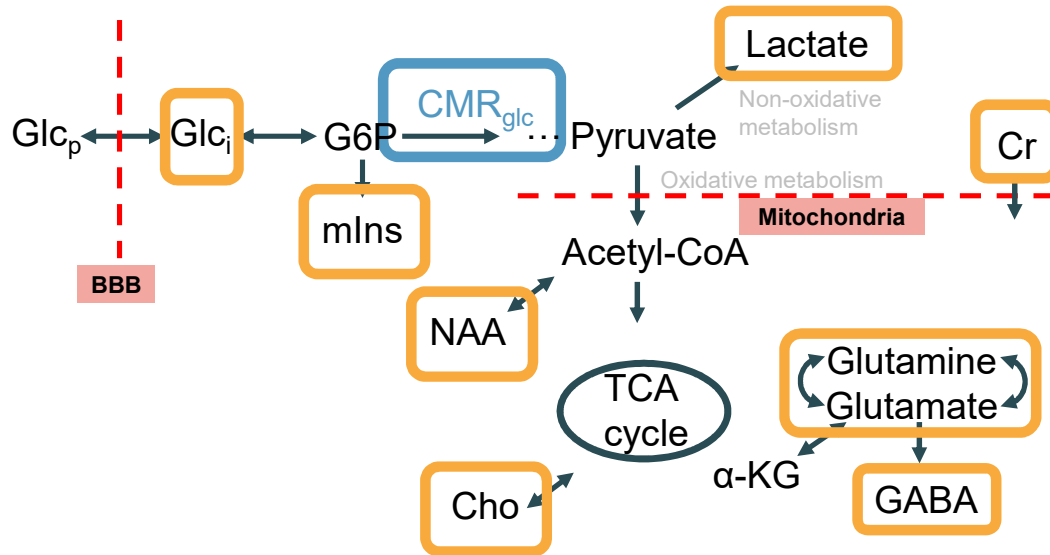 Lactate
CMRglc
Non-oxidative
metabolism
Glcp
Glci
G6P
... Pyruvate
Cr
Oxidative metabolism
Mitochondria
mIns
Acetyl-CoA
BBB
NAA
Glutamine
Glutamate
TCA
cycle
α-KG
Cho
GABA